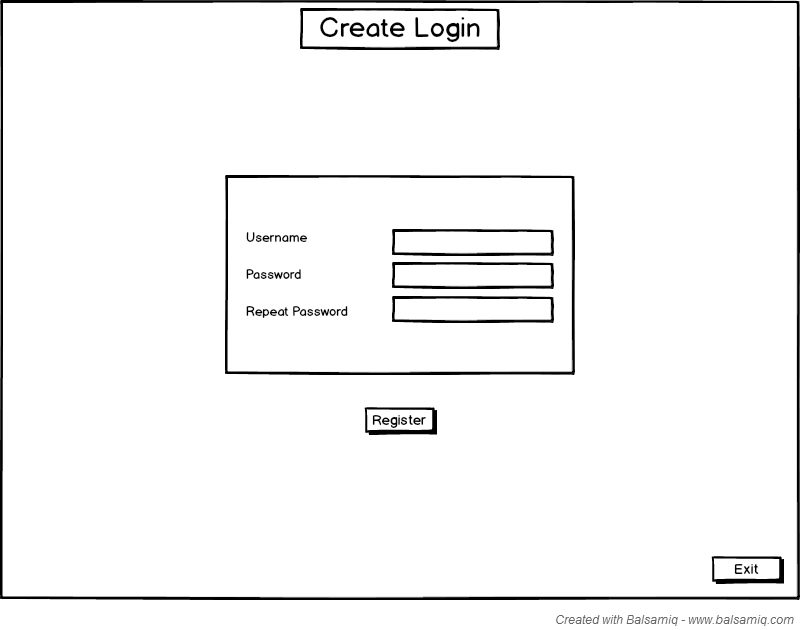 Create Login
Username
Password
Repeat Password
Register
Exit
Created with Balsamiq - www.balsamiq.com